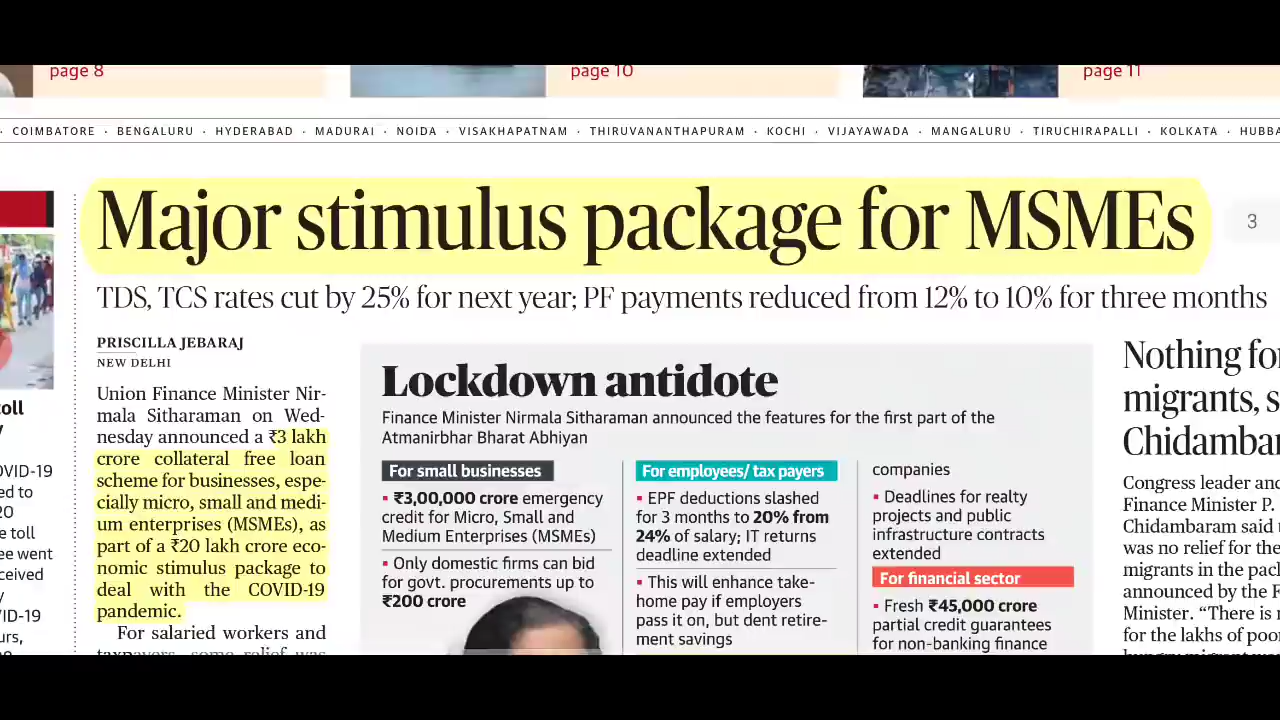 page 8
page 10
page 11
· COIMBATORE · BENGALURU · HYDERABAD · MADURAI · NOIDA · VISAKHAPATNAM · THIRUVANANTHAPURAM · KOCHI · VIJAYAWADA · MANGALURU · TIRUCHIRAPALLI · KOLKATA · HUBBA
Major stimulus package for MSMEs
3
TDS, TCS rates cut by 25% for next year; PF payments reduced from 12% to 10% for three months
PRISCILLA JEBARAJ
NEW DELHI
Union Finance Minister Nir-
mala Sitharaman on Wed-
nesday announced a ₹3 lakh
crore collateral free loan
scheme for businesses, espe-
cially micro, small and medi-
um enterprises (MSMEs), as
part of a ₹20 lakh crore eco-
nomic stimulus package to
deal with the COVID-19
pandemic.
For salaried workers and
taxpayers, some relief was
Lockdown antidote
Finance Minister Nirmala Sitharaman announced the features for the first part of the
Atmanirbhar Bharat Abhiyan
For small businesses
▪ ₹3,00,000 crore emergency
credit for Micro, Small and
Medium Enterprises (MSMEs)
▪ Only domestic firms can bid
for govt. procurements up to
₹200 crore
For employees/ tax payers
▪ EPF deductions slashed
for 3 months to 20% from
24% of salary; IT returns
deadline extended
▪ This will enhance take-
home pay if employers
pass it on, but dent retire-
ment savings
companies
▪ Deadlines for realty
projects and public
infrastructure contracts
extended
For financial sector
▪ Fresh ₹45,000 crore
partial credit guarantees
for non-banking finance
Nothing for
migrants, s
Chidambar
Congress leader and
Finance Minister P.
Chidambaram said t
was no relief for the
migrants in the pack
announced by the F
Minister. "There is n
for the lakhs of poor
toll
y
OVID-19
ed to
20
e toll
ee went
ceived
y
/ID-19
urs,